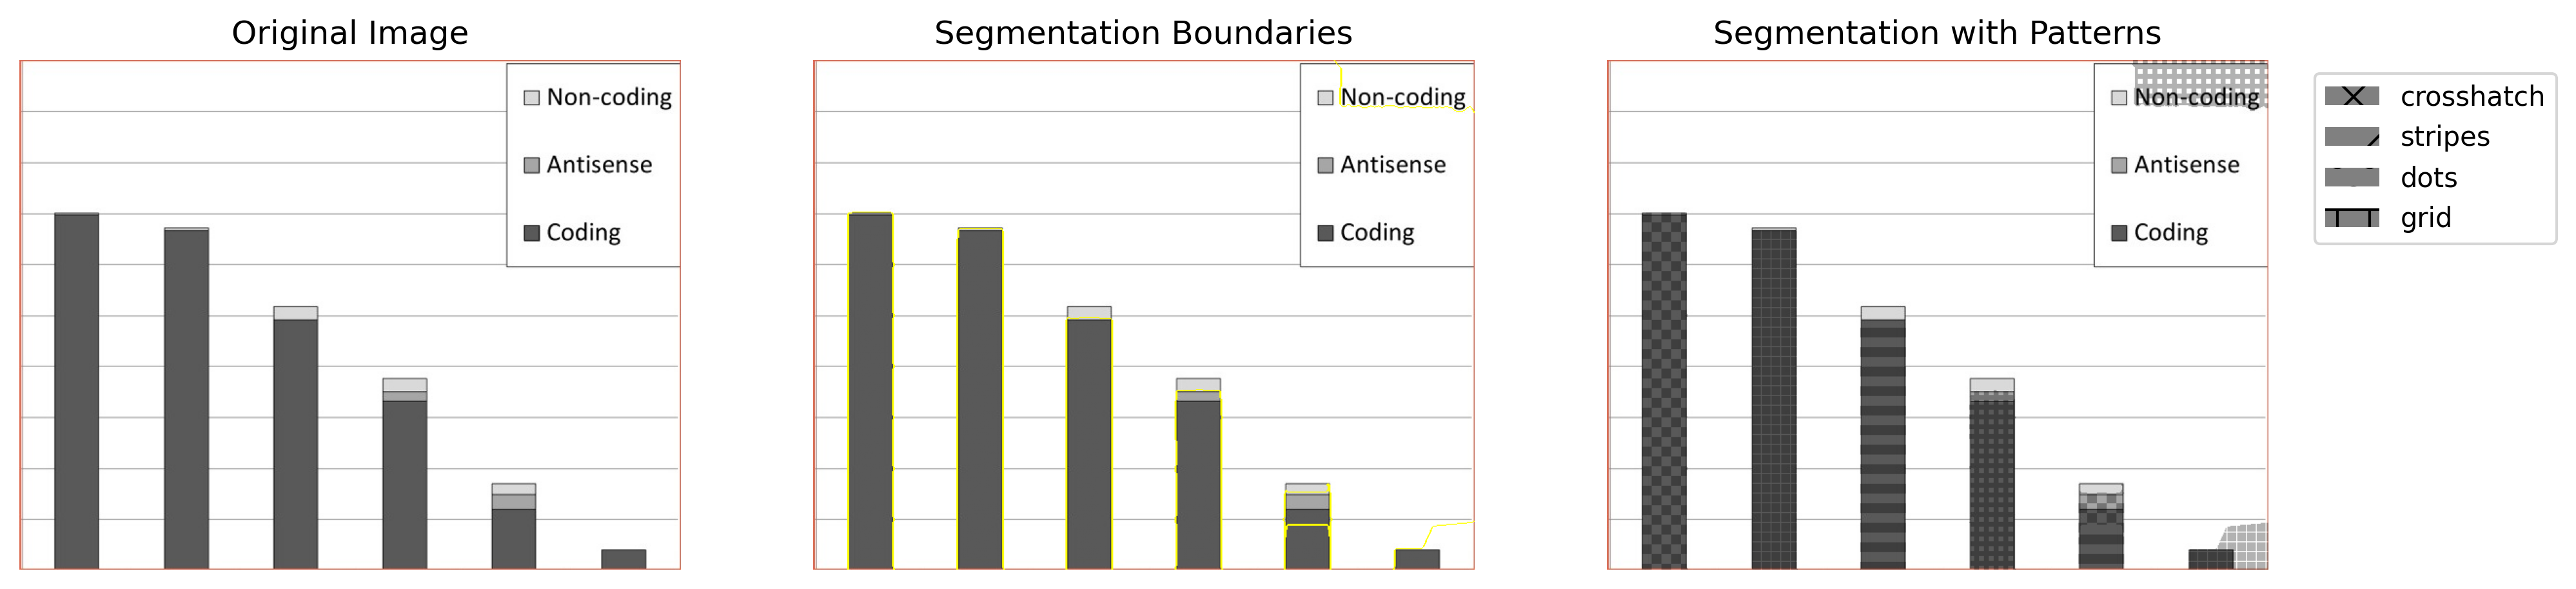 Original Image
Non-coding
Antisense
Coding
Segmentation Boundaries
Non-coding
Antisense
Coding
Segmentation with Patterns
Non-coding
Antisense
Coding
crosshatch
stripes
dots
grid